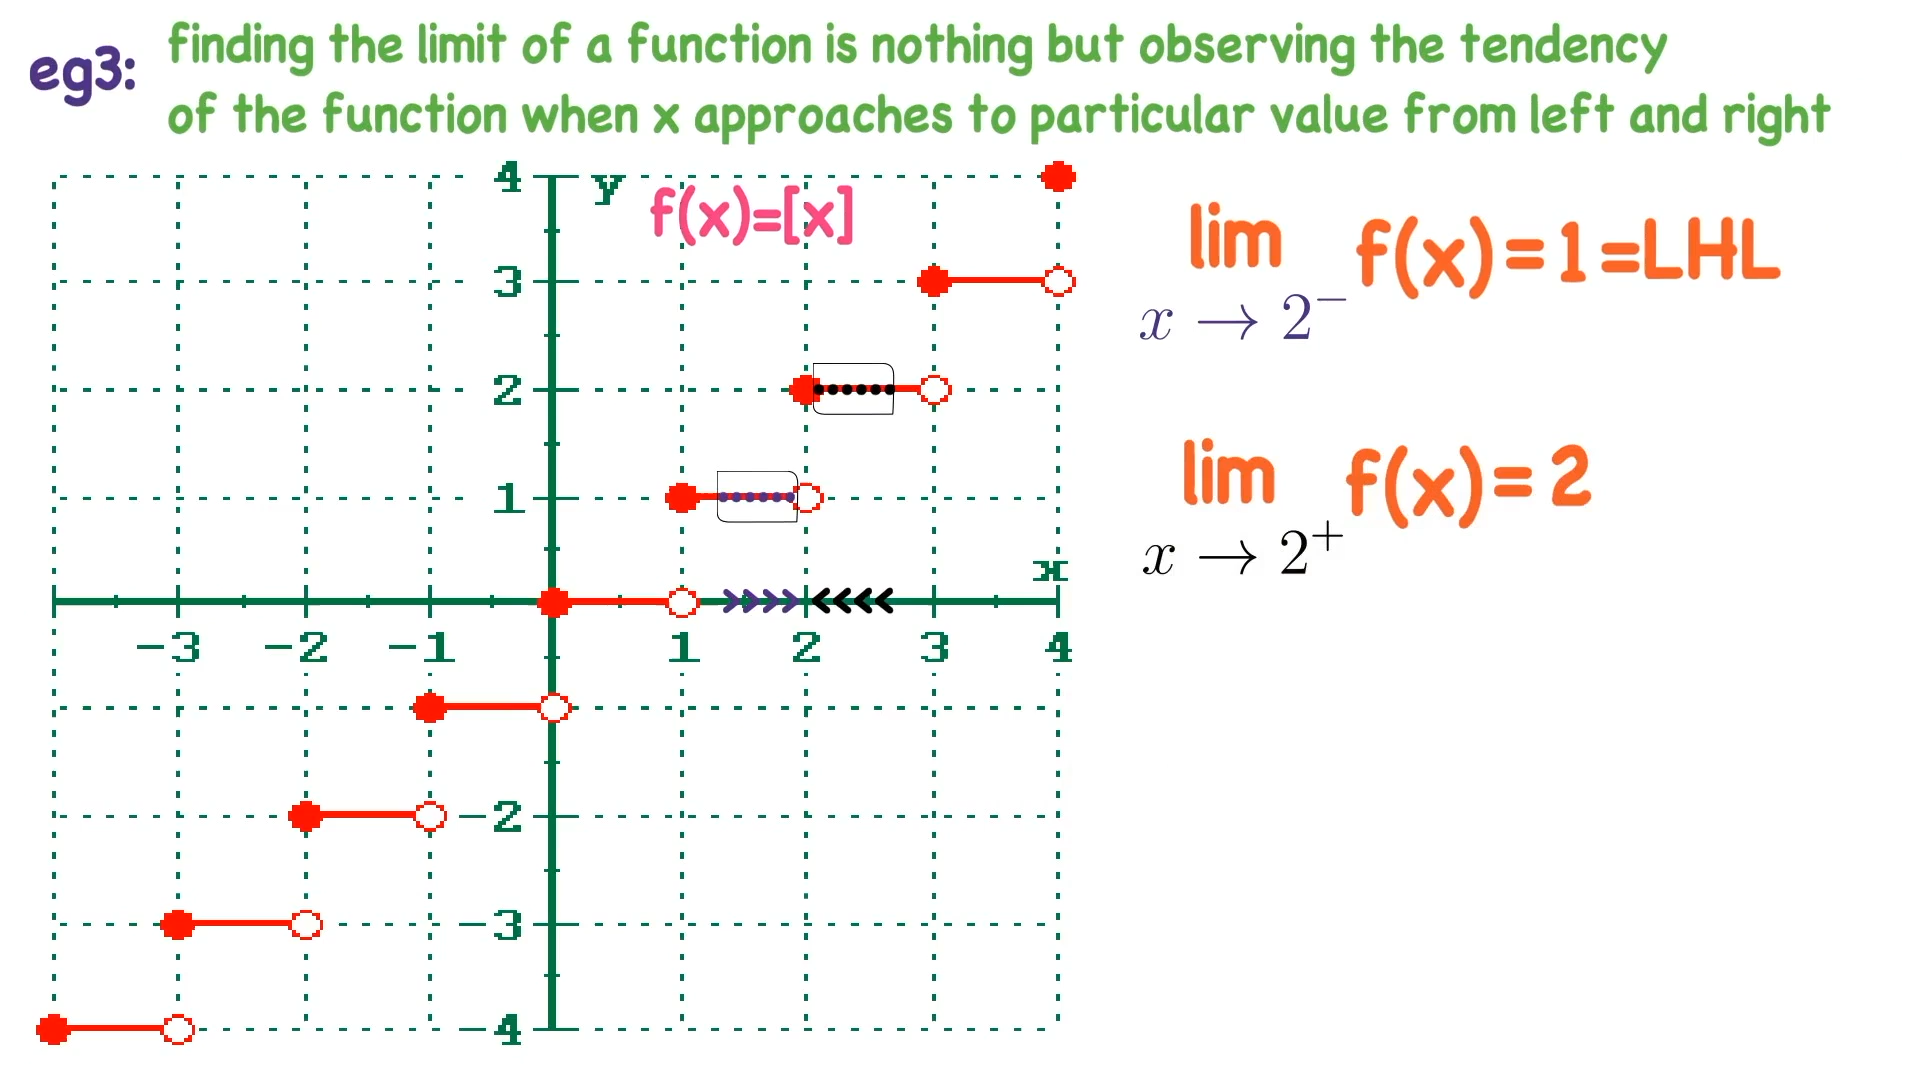 eg3:
finding the limit of a function is nothing but observing the tendency
of the function when x approaches to particular value from left and right
4
y
f(x)=[x]
3
2
1
x
-3 -2 -1 1 2 3 4
-2
-3
-4
lim f(x) = 1 =LHL
x → 2⁻
lim f(x) = 2
x → 2⁺